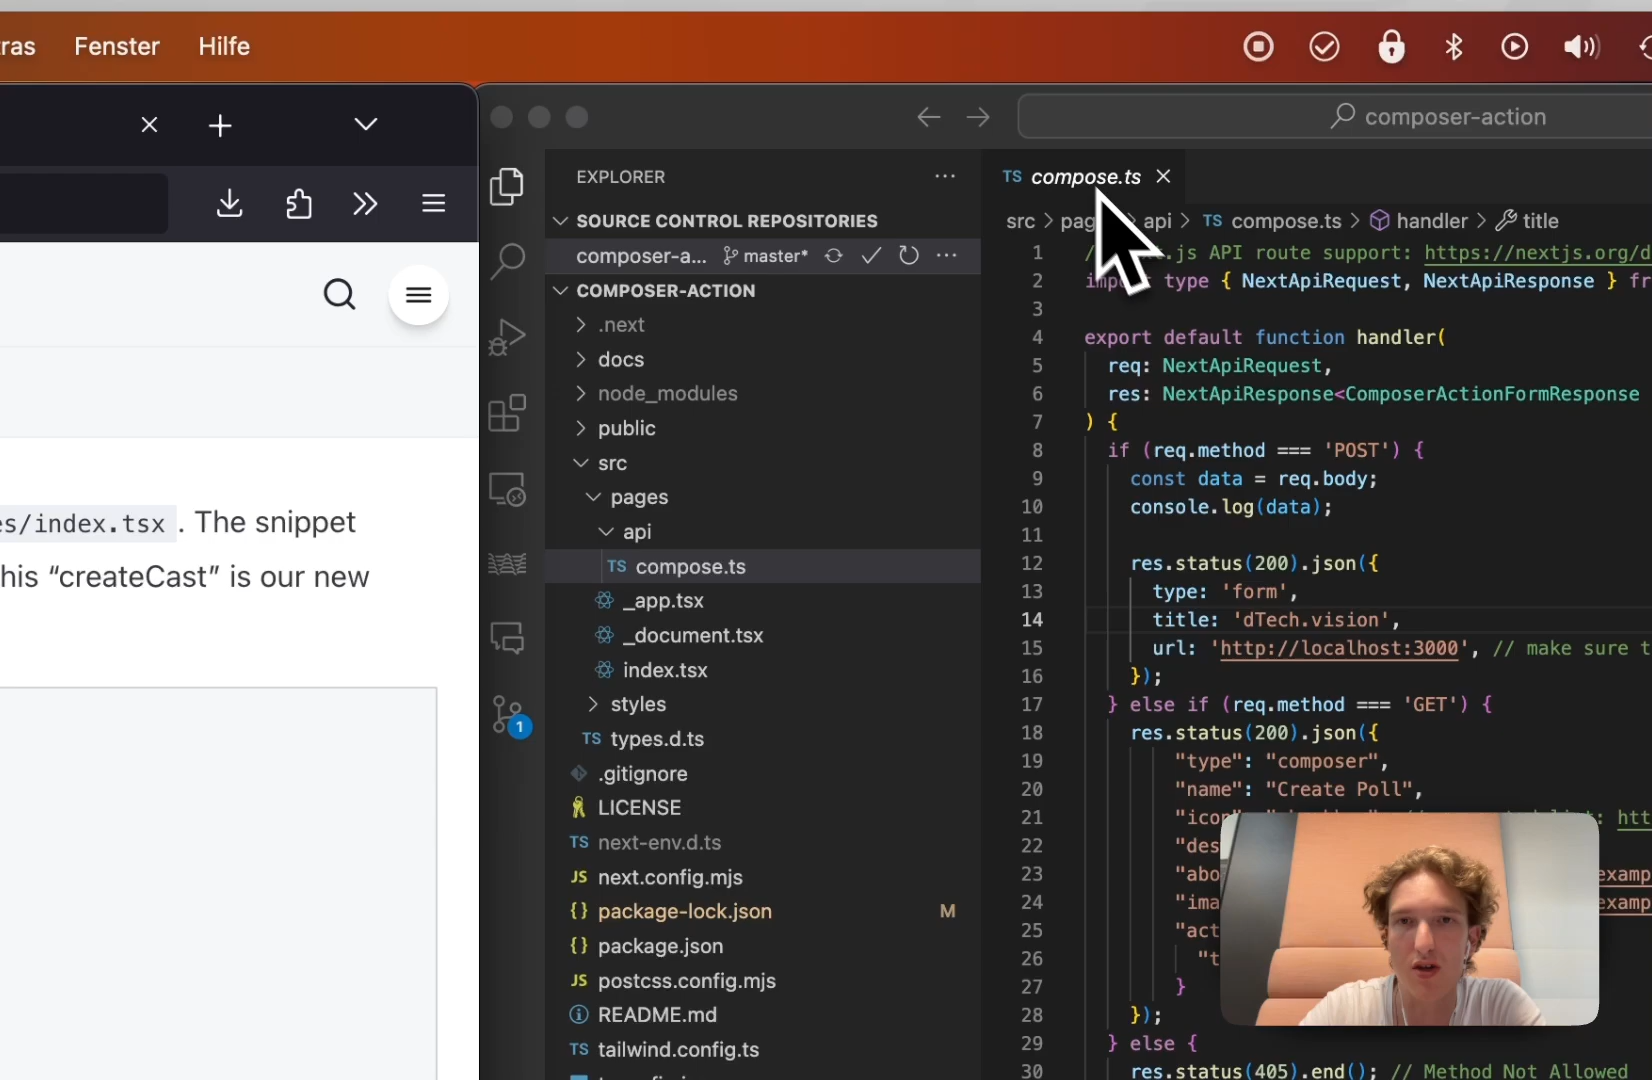 ras Fenster Hilfe
composer-action
EXPLORER
SOURCE CONTROL REPOSITORIES
composer-a... master*
COMPOSER-ACTION
.next
docs
node_modules
public
src
pages
api
TS compose.ts
_app.tsx
_document.tsx
index.tsx
styles
TS types.d.ts
.gitignore
LICENSE
TS next-env.d.ts
JS next.config.mjs
{} package-lock.json M
{} package.json
JS postcss.config.mjs
README.md
TS tailwind.config.ts
1
es/index.tsx . The snippet
his “createCast” is our new
TS compose.ts
src > pag > api > TS compose.ts > handler > title
1 / .js API route support: https://nextjs.org/d
2 import type { NextApiRequest, NextApiResponse } fr
3
4 export default function handler(
5 req: NextApiRequest,
6 res: NextApiResponse<ComposerActionFormResponse
7 ) {
8 if (req.method === 'POST') {
9 const data = req.body;
10 console.log(data);
11
12 res.status(200).json({
13 type: 'form',
14 title: 'dTech.vision',
15 url: 'http://localhost:3000', // make sure t
16 });
17 } else if (req.method === 'GET') {
18 res.status(200).json({
19 "type": "composer",
20 "name": "Create Poll",
21 "icon : htt
22 "des
23 "abo examp
24 "ima examp
25 "act
26 "t
27 }
28 });
29 } else {
30 res.status(405).end(); // Method Not Allowed